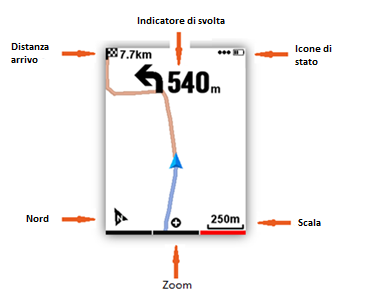 Indicatore di svolta
Distanza
arrivo
Icone di
stato
7.7km
540m
Nord
250m
Scala
Zoom